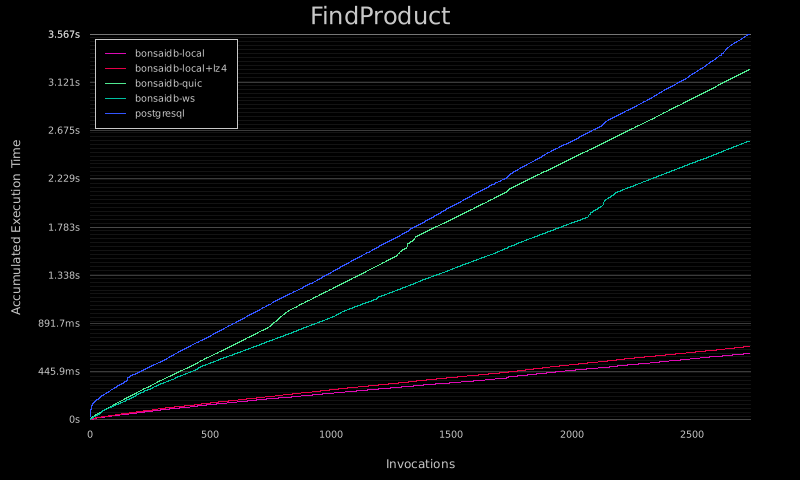 FindProduct
3.567s
3.121s
2.675s
2.229s
1.783s
1.338s
891.7ms
445.9ms
0s
bonsaidb-local
bonsaidb-local+lz4
bonsaidb-quic
bonsaidb-ws
postgresql
Accumulated Execution Time
0
500
1000
1500
2000
2500
Invocations